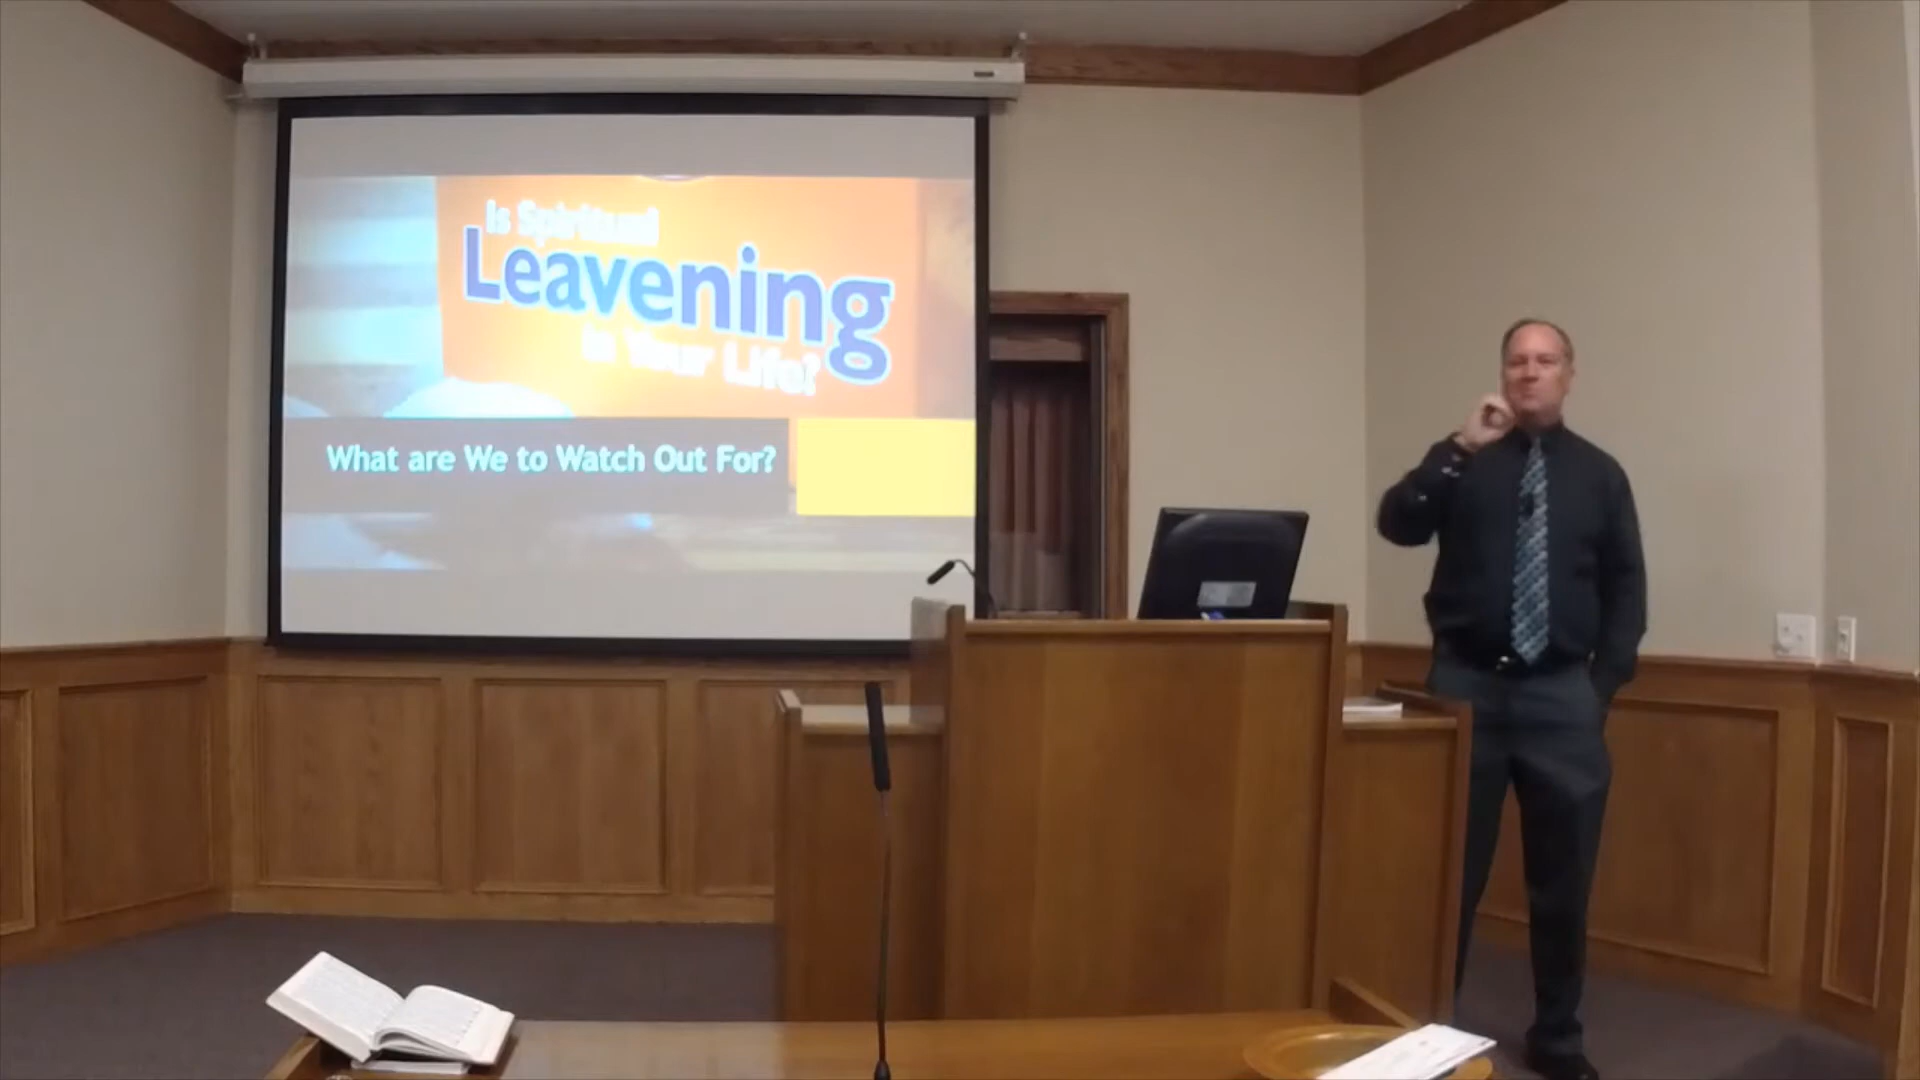 Is Spiritual
Leavening
in Your Life?
What are We to Watch Out For?